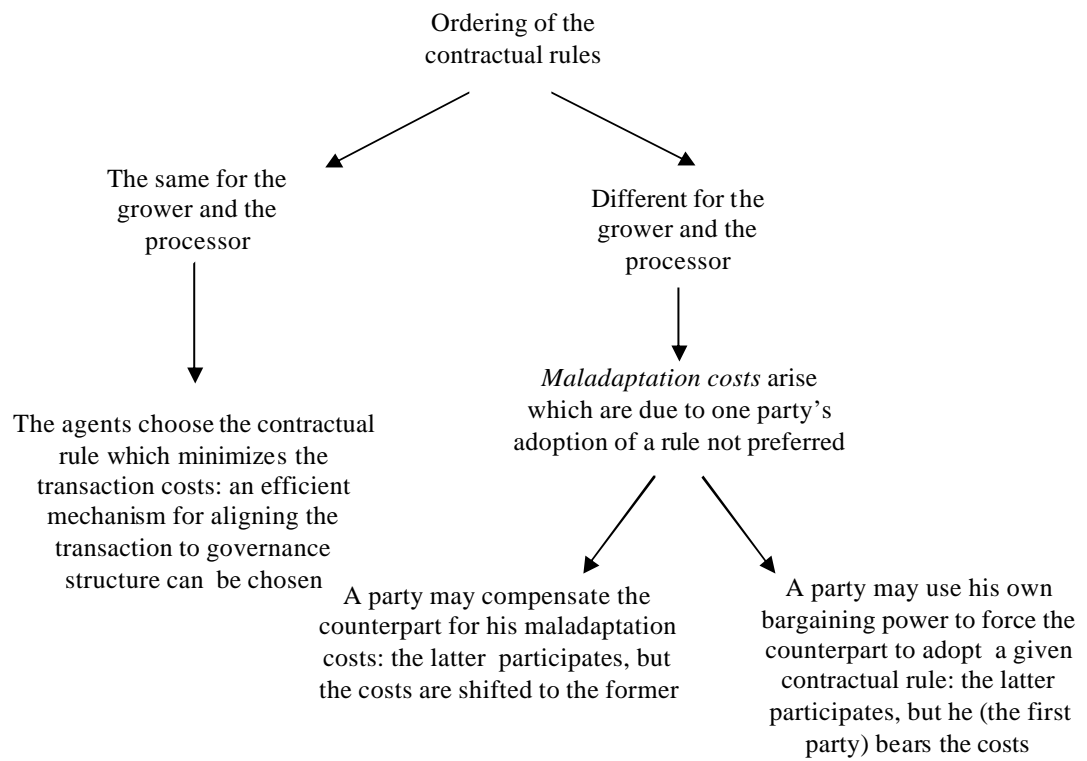 Ordering of the
contractual rules
The same for the
grower and the
processor
Different for the
grower and the
processor
Maladaptation costs arise
which are due to one party's
adoption of a rule not preferred
The agents choose the contractual
rule which minimizes the
transaction costs: an efficient
mechanism for aligning the
transaction to governance
structure can be chosen
A party may compensate the
counterpart for his maladaptation
costs: the latter participates, but
the costs are shifted to the former
A party may use his own
bargaining power to force the
counterpart to adopt a given
contractual rule: the latter
participates, but he (the first
party) bears the costs